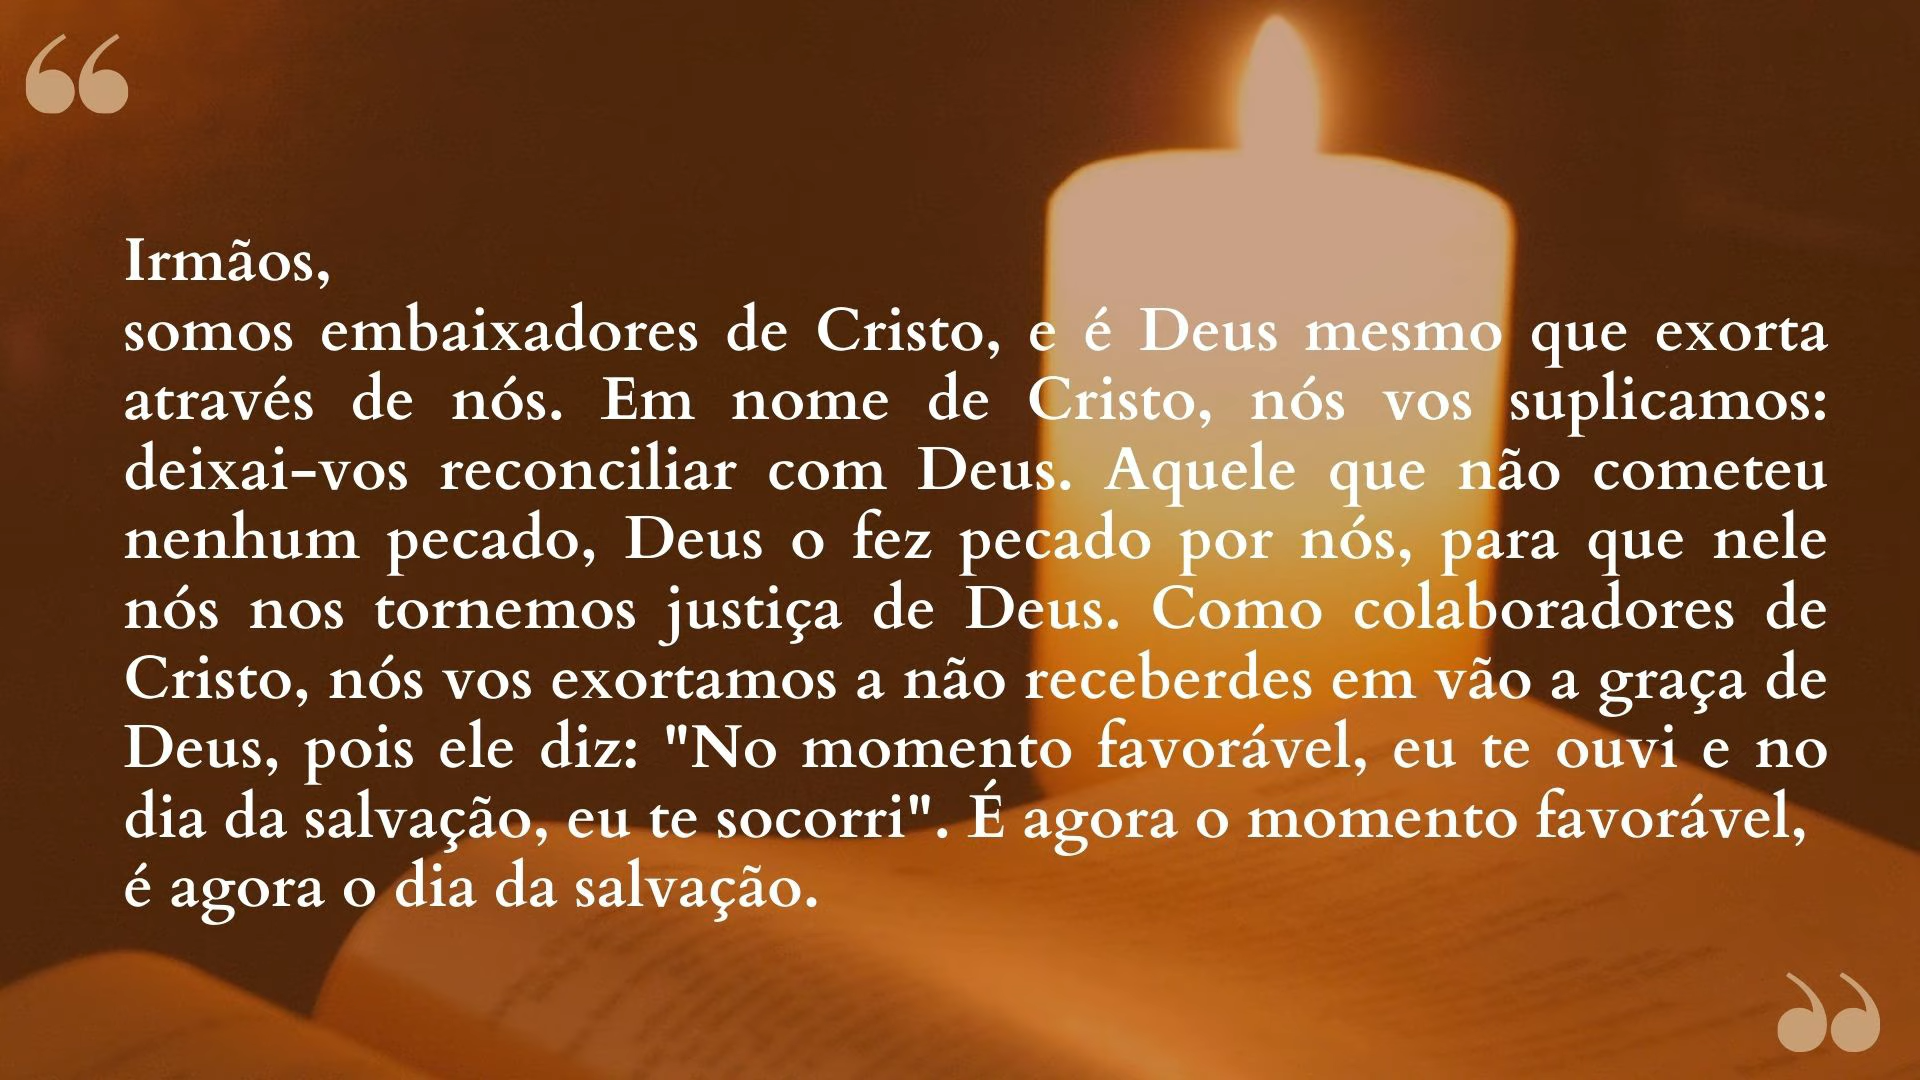 “
Irmãos,
somos embaixadores de Cristo, e é Deus mesmo que exorta
através de nós. Em nome de Cristo, nós vos suplicamos:
deixai-vos reconciliar com Deus. Aquele que não cometeu
nenhum pecado, Deus o fez pecado por nós, para que nele
nós nos tornemos justiça de Deus. Como colaboradores de
Cristo, nós vos exortamos a não receberdes em vão a graça de
Deus, pois ele diz: "No momento favorável, eu te ouvi e no
dia da salvação, eu te socorri". É agora o momento favorável,
é agora o dia da salvação.
”